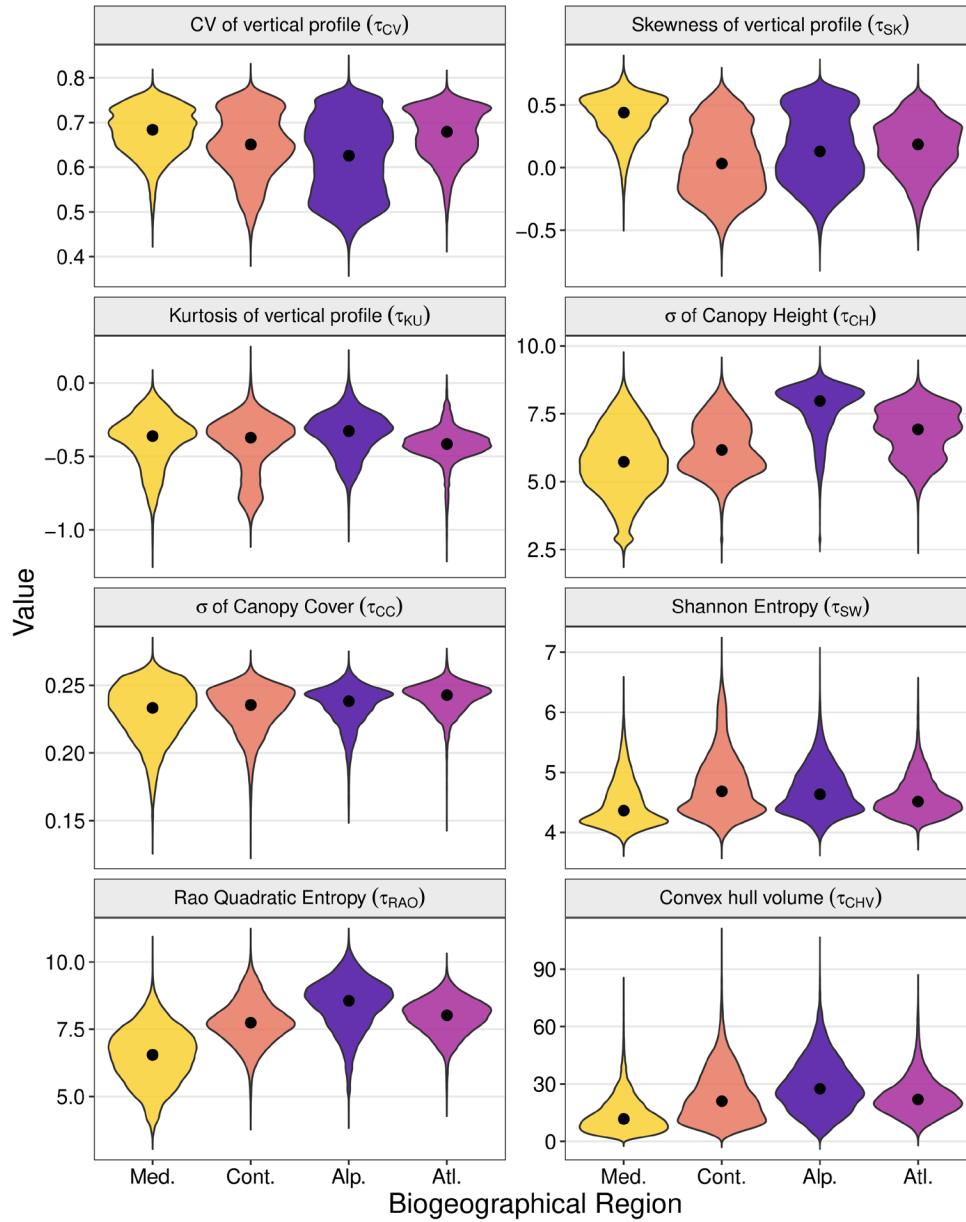 CV of vertical profile (τCV)
Skewness of vertical profile (τSK)
0.8
0.7
0.6
0.5
0.4
0.5
0.0
−0.5
Kurtosis of vertical profile (τKU)
σ of Canopy Height (τCH)
0.0
−0.5
−1.0
10.0
7.5
5.0
2.5
σ of Canopy Cover (τCC)
Shannon Entropy (τSW)
0.25
0.20
0.15
7
6
5
4
Rao Quadratic Entropy (τRAO)
Convex hull volume (τCHV)
10.0
7.5
5.0
90
60
30
0
Value
Med. Cont. Alp. Atl.
Med. Cont. Alp. Atl.
Biogeographical Region